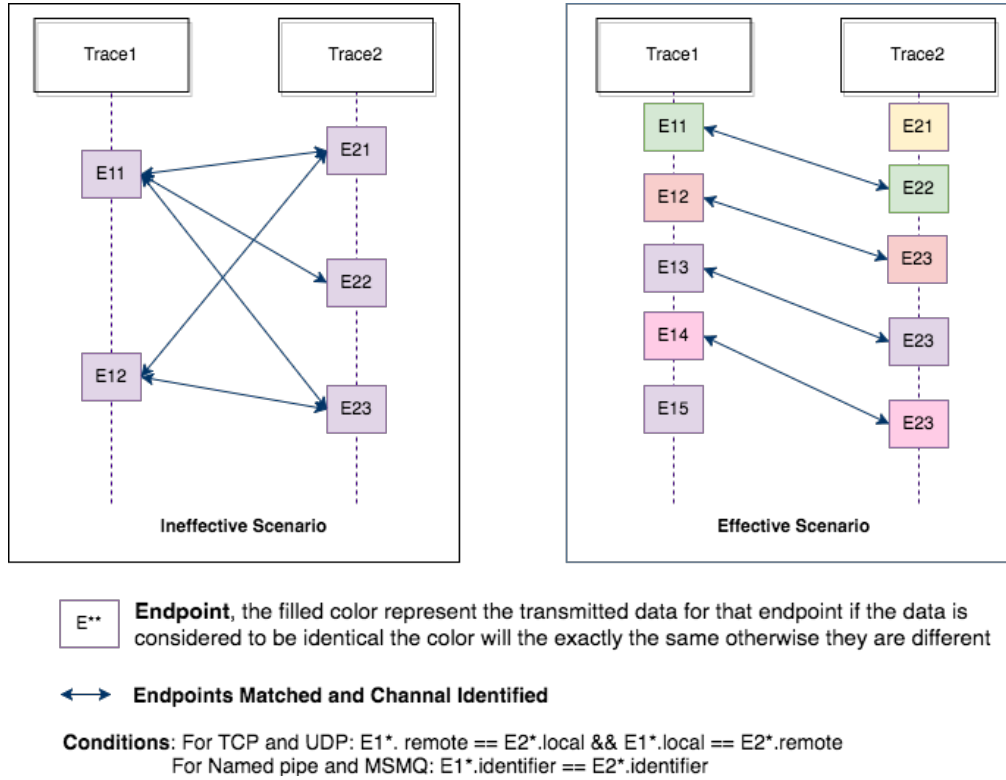 Trace1
Trace2
E11
E21
E22
E12
E23
Ineffective Scenario
Trace1
Trace2
E11
E21
E12
E22
E13
E23
E14
E23
E15
E23
Effective Scenario
E** Endpoint, the filled color represent the transmitted data for that endpoint if the data is
considered to be identical the color will the exactly the same otherwise they are different
Endpoints Matched and Channal Identified
Conditions: For TCP and UDP: E1*. remote == E2*.local && E1*.local == E2*.remote
For Named pipe and MSMQ: E1*.identifier == E2*.identifier